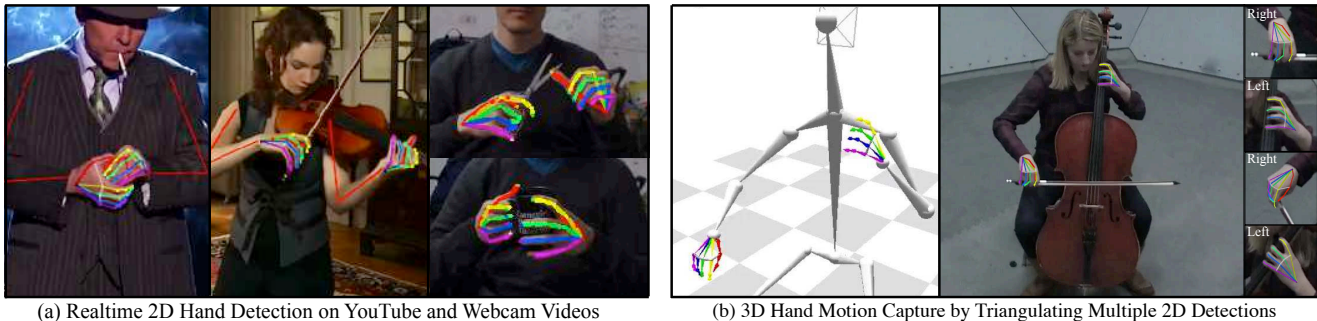 Right
Left
Right
Left
(a) Realtime 2D Hand Detection on YouTube and Webcam Videos
(b) 3D Hand Motion Capture by Triangulating Multiple 2D Detections